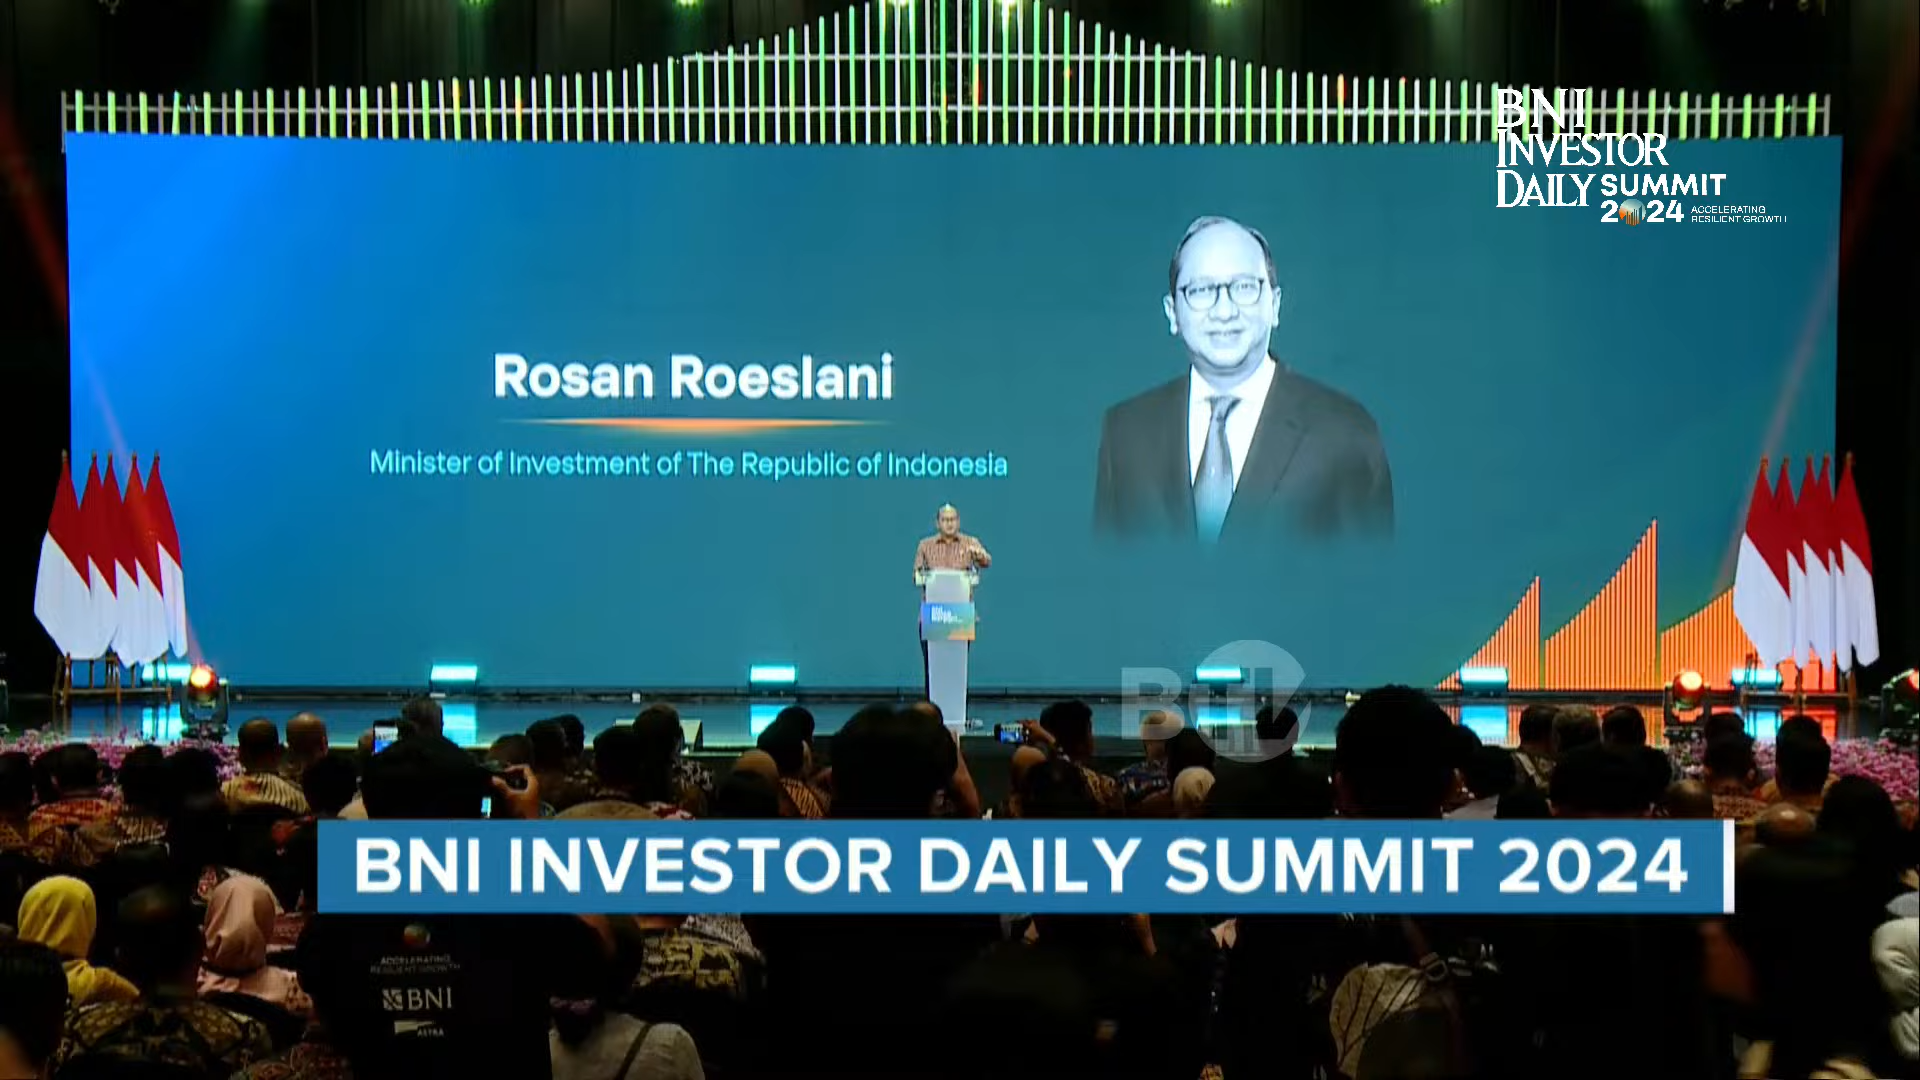 BNI
INVESTOR
DAILY SUMMIT
2024 ACCELERATING
RESILIENT GROWTH
Rosan Roeslani
Minister of Investment of The Republic of Indonesia
BNI INVESTOR DAILY SUMMIT 2024
ACCELERATING
RESILIENT GROWTH
BNI
ASTRA